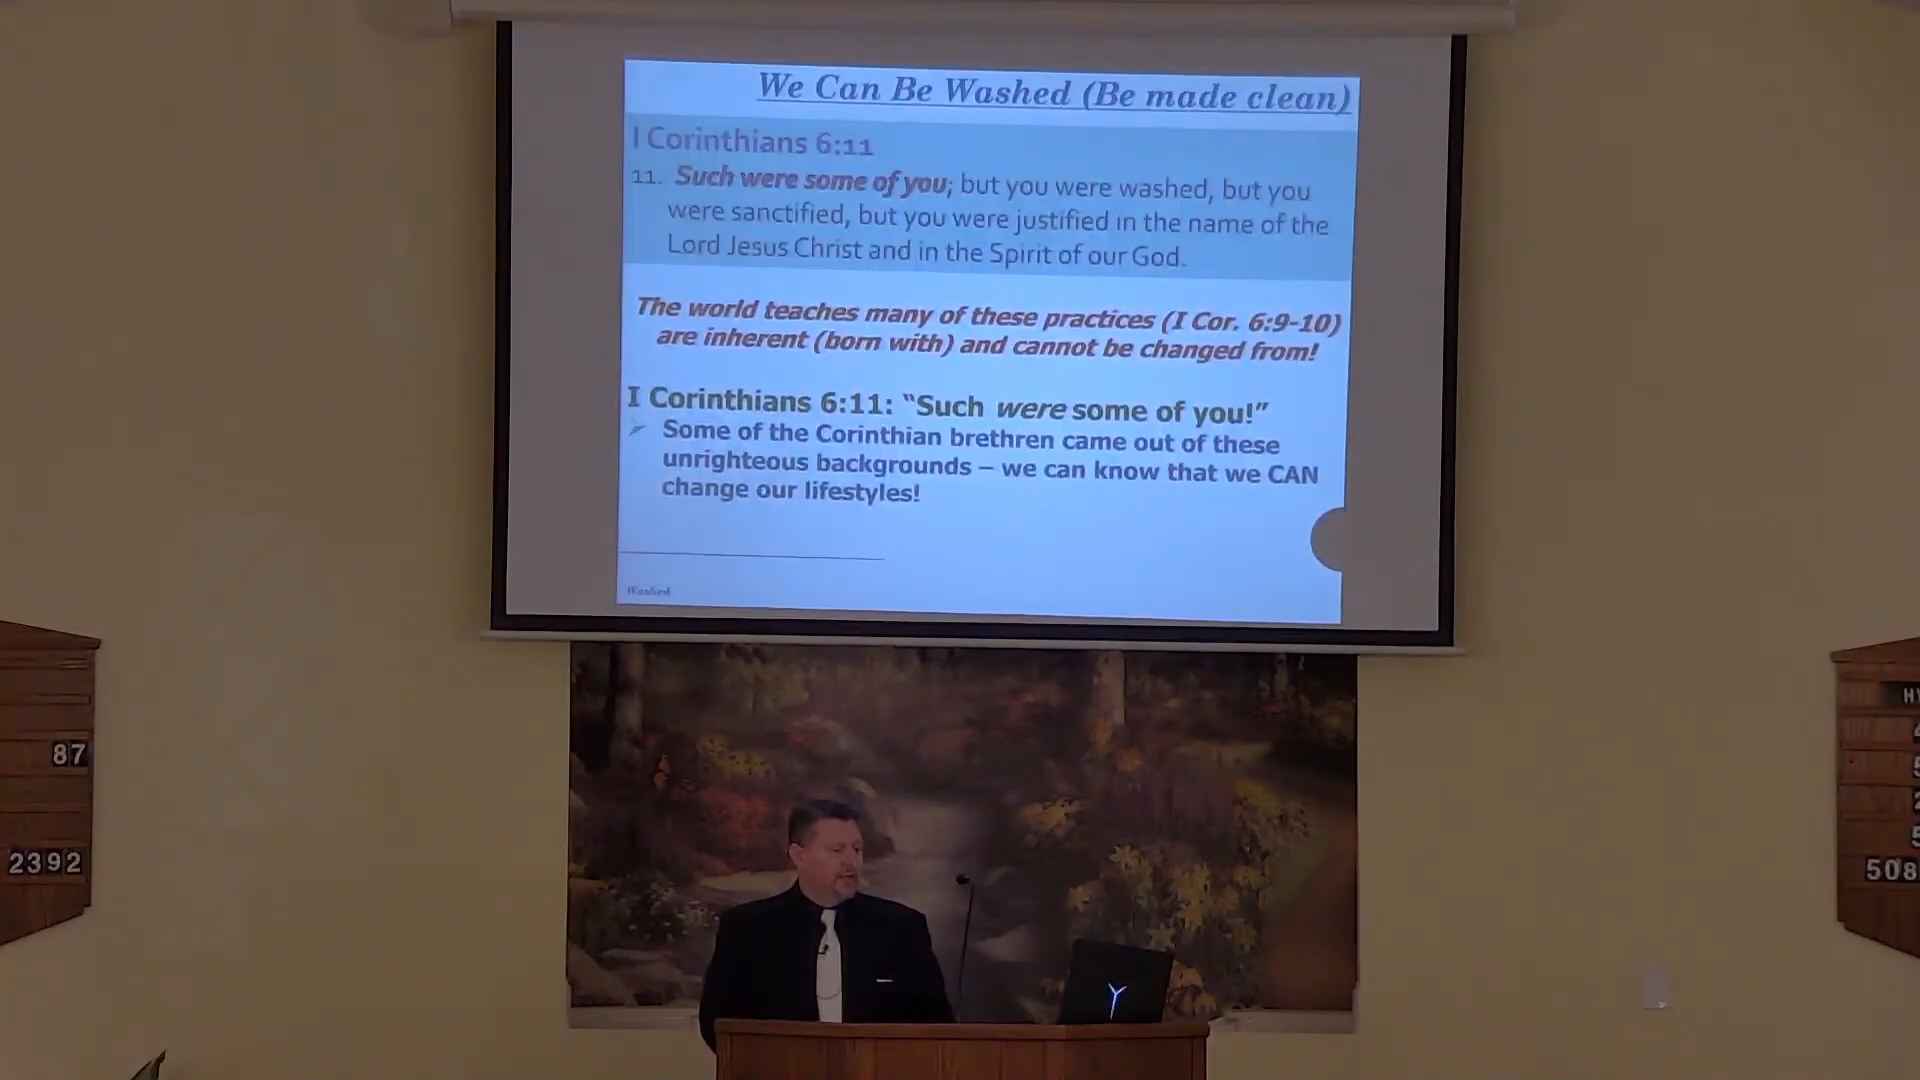 We Can Be Washed (Be made clean)
I Corinthians 6:11
11. Such were some of you; but you were washed, but you
were sanctified, but you were justified in the name of the
Lord Jesus Christ and in the Spirit of our God.
The world teaches many of these practices (I Cor. 6:9-10)
are inherent (born with) and cannot be changed from!
I Corinthians 6:11: “Such were some of you!”
➢ Some of the Corinthian brethren came out of these
unrighteous backgrounds – we can know that we CAN
change our lifestyles!
Washed
87
2392
508